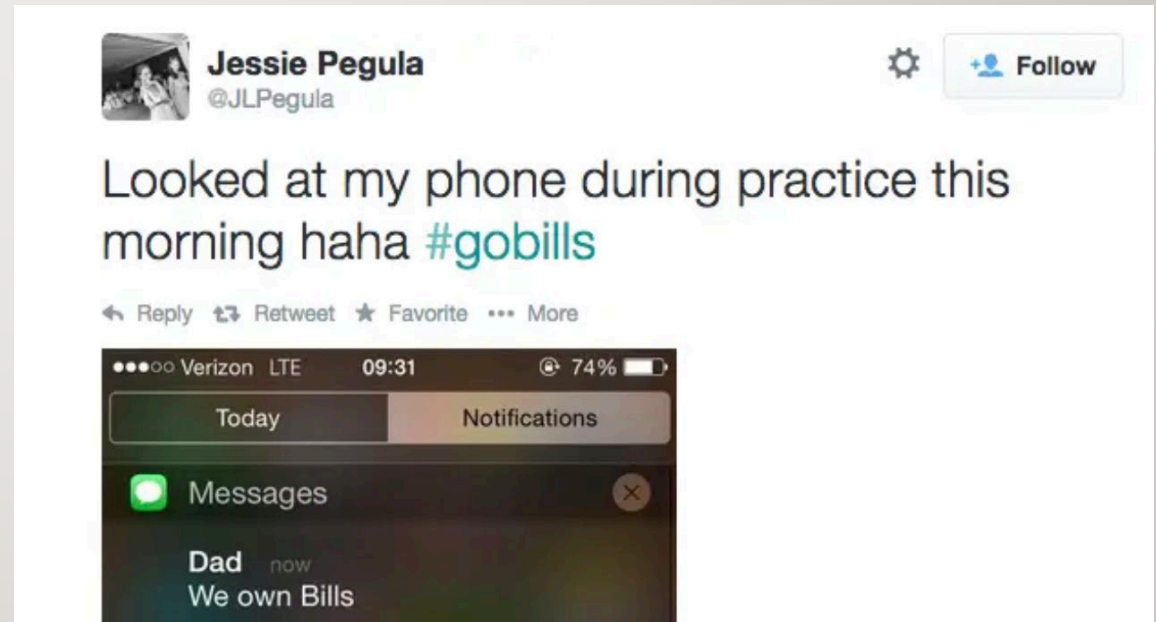 Jessie Pegula
@JLPegula
Follow
Looked at my phone during practice this
morning haha #gobills
Reply Retweet Favorite More
Verizon LTE 09:31 74%
Today Notifications
Messages
Dad now
We own Bills